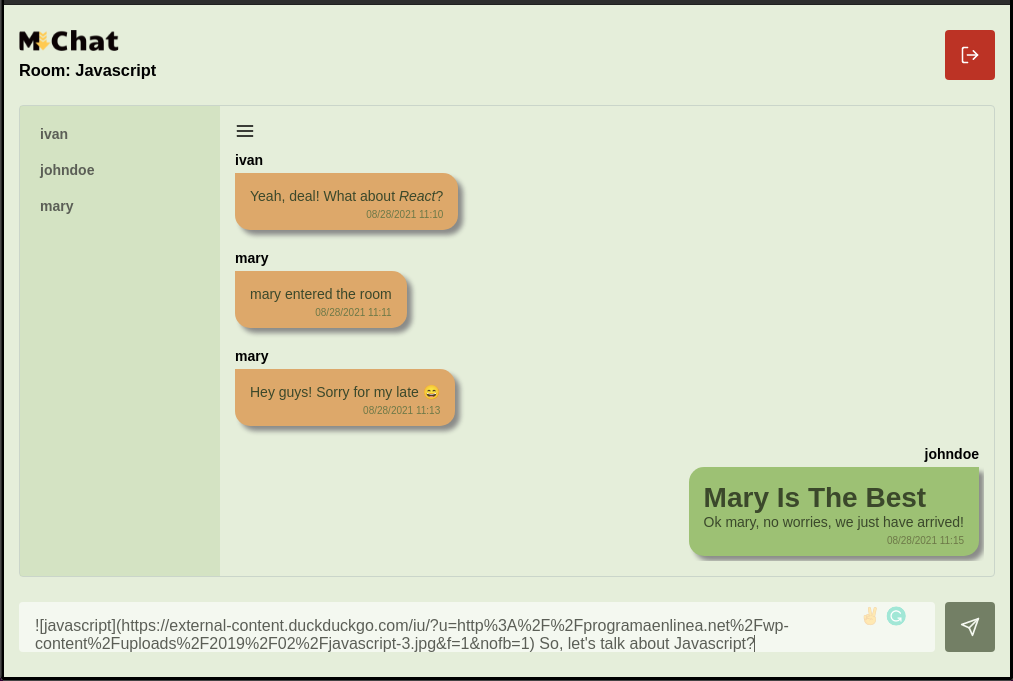 M✌Chat
Room: Javascript
ivan
johndoe
mary
ivan
Yeah, deal! What about React?
08/28/2021 11:10
mary
mary entered the room
08/28/2021 11:11
mary
Hey guys! Sorry for my late 😄
08/28/2021 11:13
johndoe
Mary Is The Best
Ok mary, no worries, we just have arrived!
08/28/2021 11:15
![javascript](https://external-content.duckduckgo.com/iu/?u=http%3A%2F%2Fprogramaenlinea.net%2Fwp-
content%2Fuploads%2F2019%2F02%2Fjavascript-3.jpg&f=1&nofb=1) So, let's talk about Javascript?